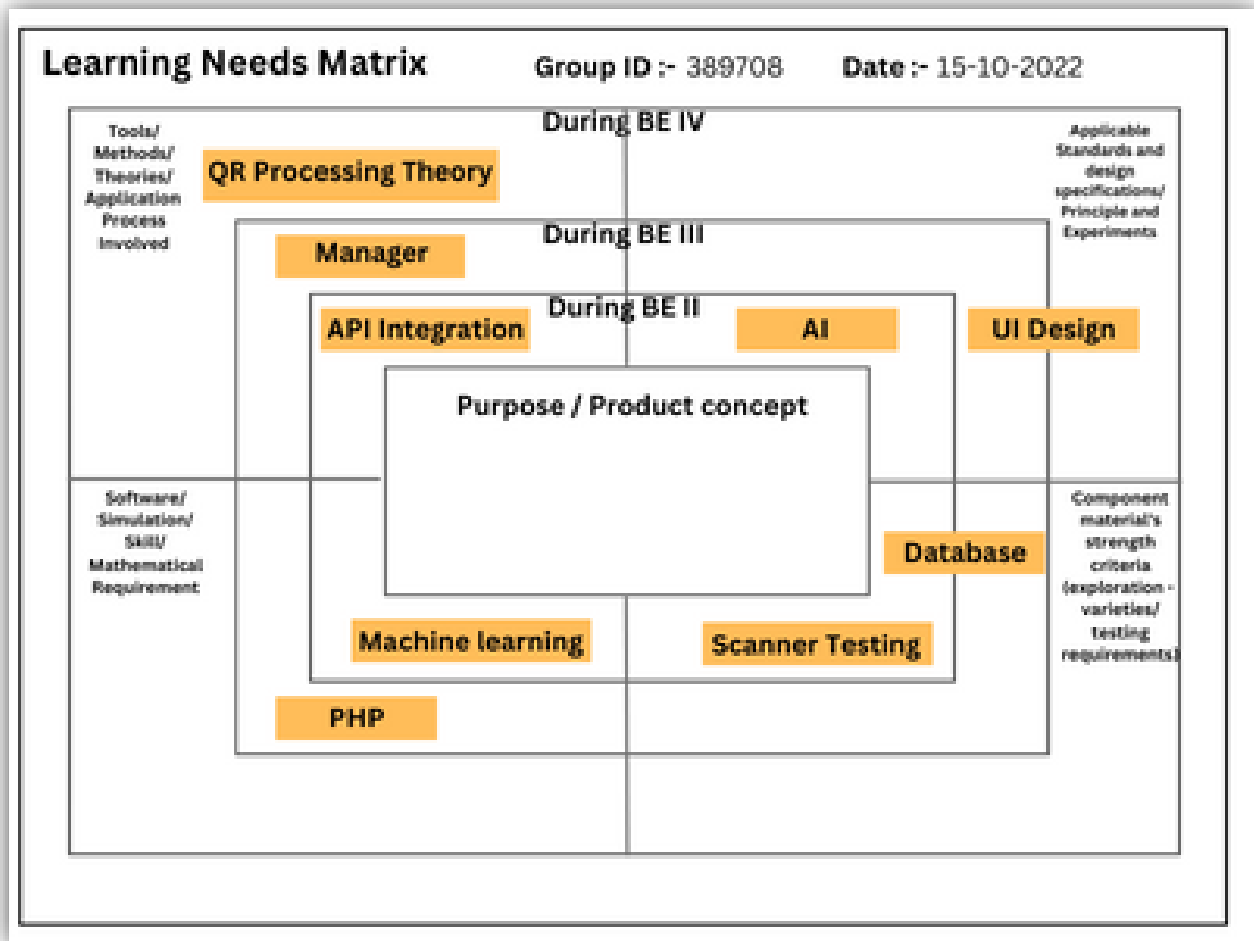 Learning Needs Matrix
Group ID :- 389708
Date :- 15-10-2022
During BE IV
Tools/
Methods/
Theories/
Application
Process
Involved
QR Processing Theory
Applicable
Standards and
design
specifications/
Principle and
Experiments
During BE III
Manager
During BE II
API Integration
AI
UI Design
Purpose / Product concept
Software/
Simulation/
Skill/
Mathematical
Requirement
Component
material's
strength
criteria
(exploration -
varieties/
testing
requirements)
Database
Machine learning
Scanner Testing
PHP